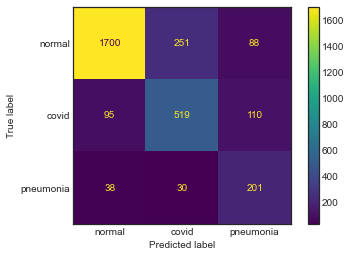 normal 1700 251 88
covid 95 519 110
pneumonia 38 30 201
normal covid pneumonia
Predicted label
True label
1600
1400
1200
1000
800
600
400
200